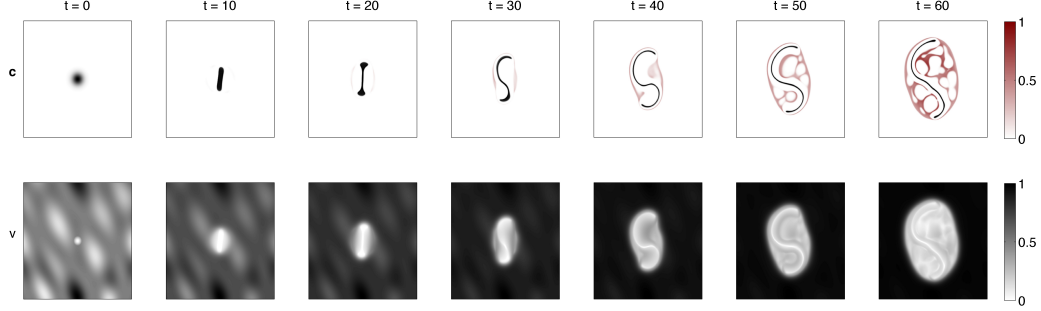 t = 0 t = 10 t = 20 t = 30 t = 40 t = 50 t = 60
c
1
0.5
0
v
1
0.5
0